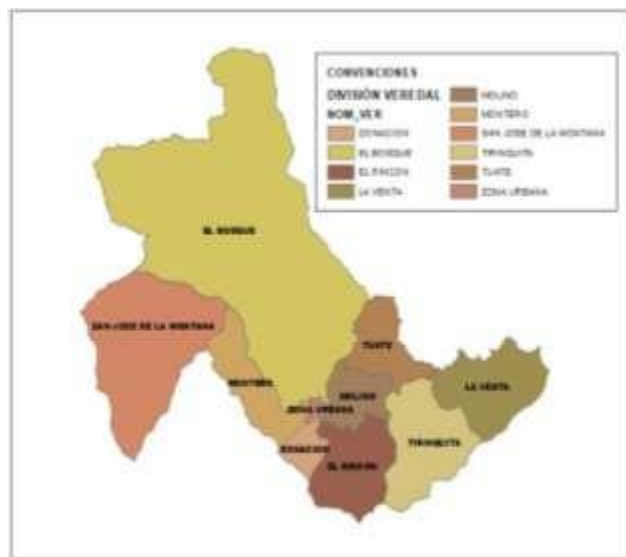 CONVENCIONES
DIVISIÓN VEREDAL
NOM_VER
DONACION
EL BOSQUE
EL RINCON
LA VENTA
MOLINO
MONTERO
SAN JOSE DE LA MONTANA
TIRINQUITA
TUATE
ZONA URBANA
EL BOSQUE
SAN JOSE DE LA MONTANA
TUATE
MONTERO
LA VENTA
MOLINO
ZONA URBANA
DONACION
TIRINQUITA
EL RINCON